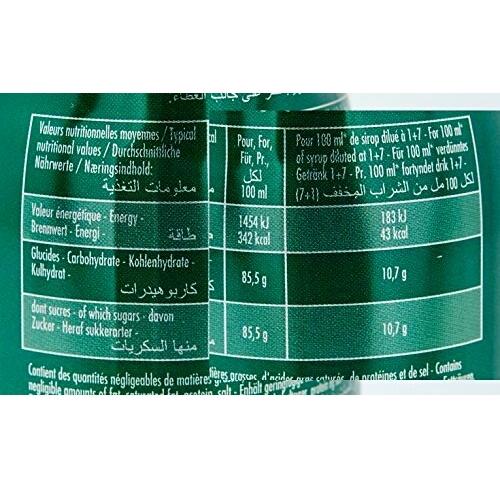 على جانب الغطاء.
Valeurs nutritionnelles moyennes / Typical
nutritional values / Durchschnittliche
Nährwerte / Næringsindhold:
معلومات التغذية
Pour, For,
Für, Pr.,
لكل
100 ml
Pour 100 ml* de sirop dilué à 1+7 - For 100 ml*
of syrup diluted at 1+7 - Für 100 ml* verdünntes
Getränk 1+7 - Pr. 100 ml* fortyndet drik 1+7 -
لكل 100 مل من الشراب المخفف (7+1)
Valeur énergétique - Energy -
Brennwert - Energi -
طاقة
1454 kJ
342 kcal
183 kJ
43 kcal
Glucides - Carbohydrate - Kohlenhydrate -
Kulhydrat -
كاربوهيدرات
85,5 g
10,7 g
dont sucres - of which sugars - davon
Zucker - Heraf sukkerarter -
منها السكريات
85,5 g
10,7 g
Contient des quantités négligeables de matières grasses, d'acides gras saturés, de protéines et de sel - Contains
negligible amounts of fat, saturated fat, protein, salt - Enthält